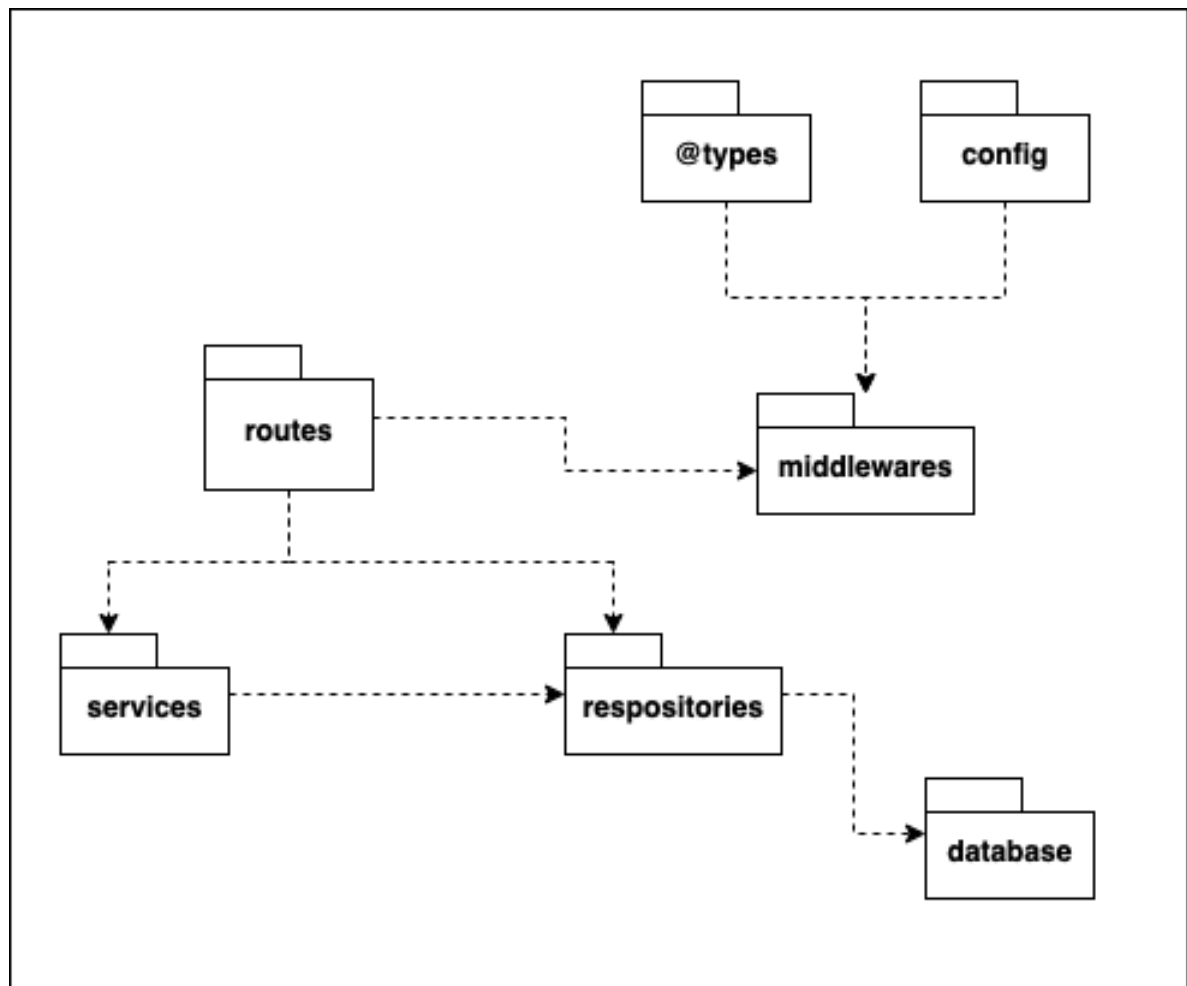 @types
config
routes
middlewares
services
respositories
database